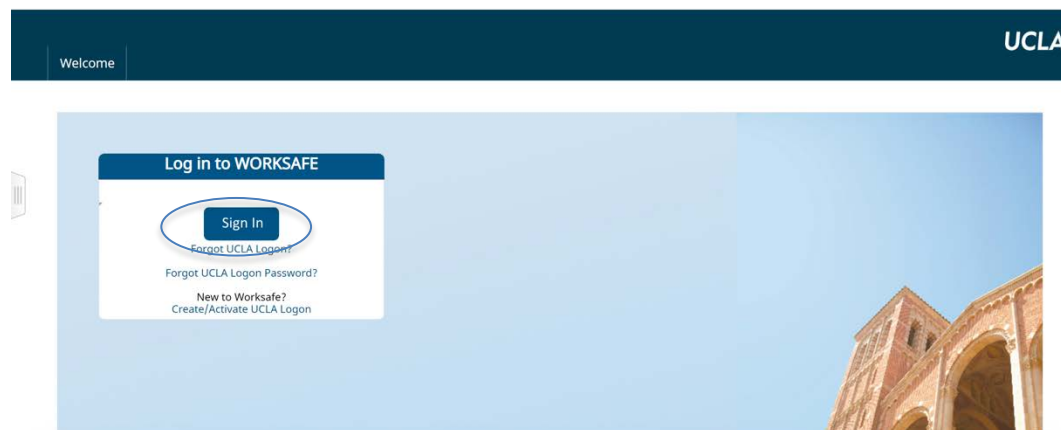 UCLA
Welcome
Log in to WORKSAFE
Sign In
Forgot UCLA Logon?
Forgot UCLA Logon Password?
New to Worksafe?
Create/Activate UCLA Logon